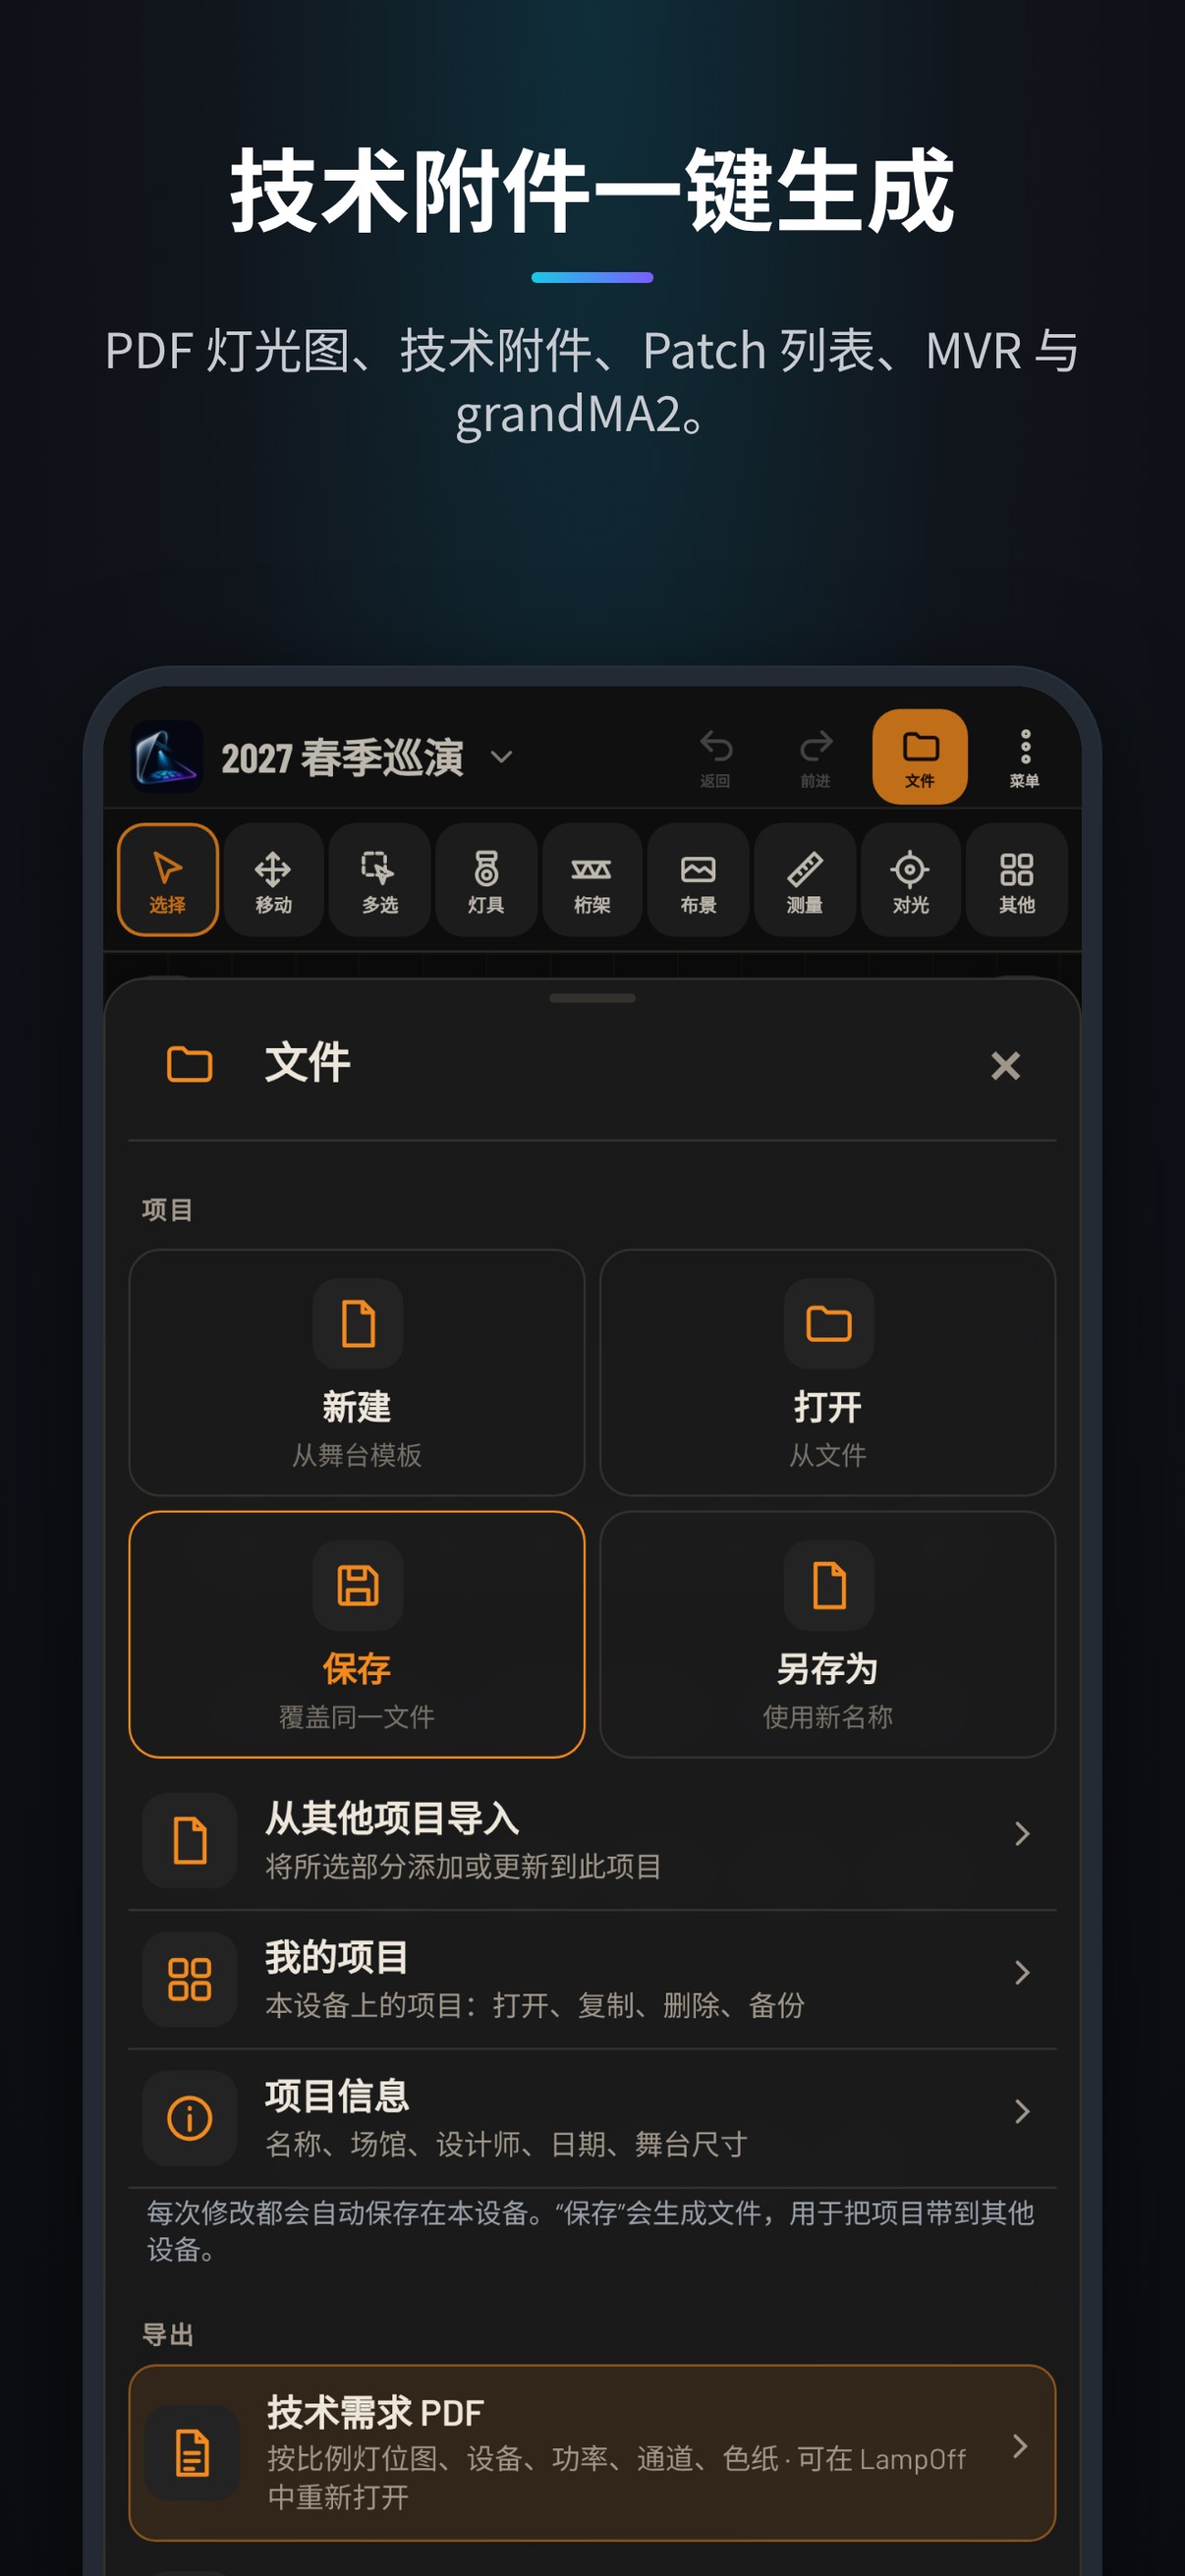 技术附件一键生成
PDF 灯光图、技术附件、Patch 列表、MVR 与
grandMA2。
2027 春季巡演
返回
前进
文件
菜单
选择
移动
多选
灯具
桁架
布景
测量
对光
其他
文件
项目
新建
从舞台模板
打开
从文件
保存
覆盖同一文件
另存为
使用新名称
从其他项目导入
将所选部分添加或更新到此项目
我的项目
本设备上的项目：打开、复制、删除、备份
项目信息
名称、场馆、设计师、日期、舞台尺寸
每次修改都会自动保存在本设备。“保存”会生成文件，用于把项目带到其他
设备。
导出
技术需求 PDF
按比例灯位图、设备、功率、通道、色纸 · 可在 LampOff
中重新打开